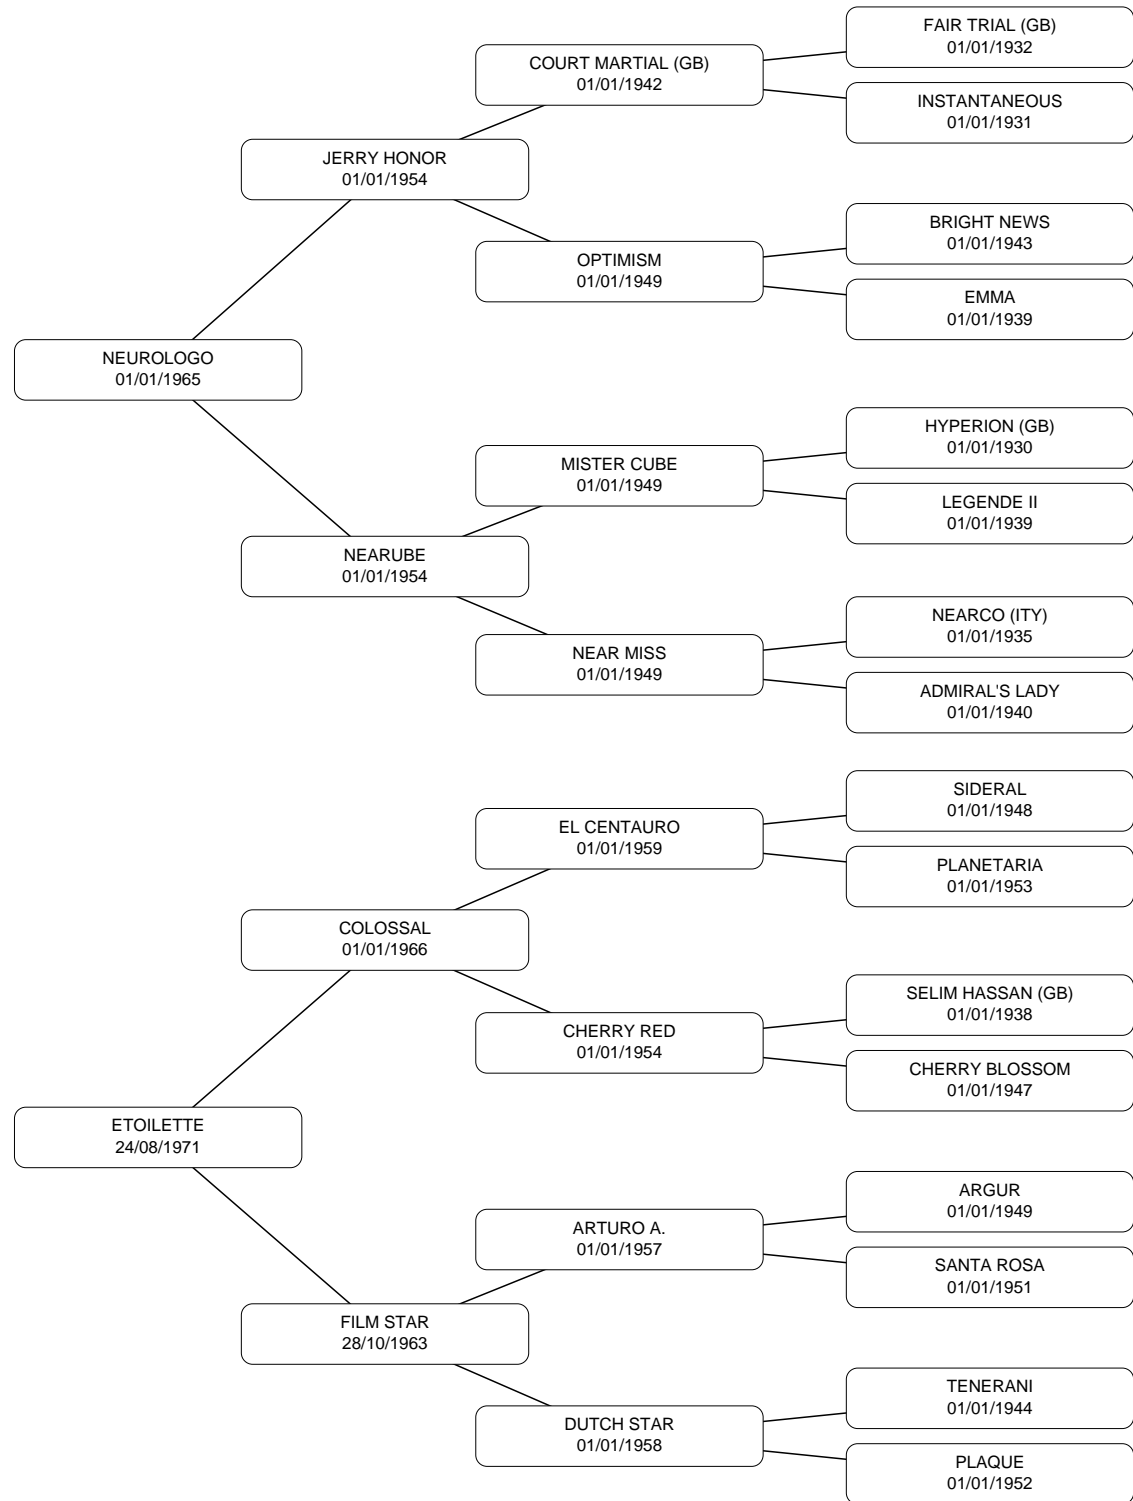 FAIR TRIAL (GB)
01/01/1932
COURT MARTIAL (GB)
01/01/1942
INSTANTANEOUS
01/01/1931
JERRY HONOR
01/01/1954
BRIGHT NEWS
01/01/1943
OPTIMISM
01/01/1949
EMMA
01/01/1939
NEUROLOGO
01/01/1965
HYPERION (GB)
01/01/1930
MISTER CUBE
01/01/1949
LEGENDE II
01/01/1939
NEARUBE
01/01/1954
NEARCO (ITY)
01/01/1935
NEAR MISS
01/01/1949
ADMIRAL'S LADY
01/01/1940
SIDERAL
01/01/1948
EL CENTAURO
01/01/1959
PLANETARIA
01/01/1953
COLOSSAL
01/01/1966
SELIM HASSAN (GB)
01/01/1938
CHERRY RED
01/01/1954
CHERRY BLOSSOM
01/01/1947
ETOILETTE
24/08/1971
ARGUR
01/01/1949
ARTURO A.
01/01/1957
SANTA ROSA
01/01/1951
FILM STAR
28/10/1963
TENERANI
01/01/1944
DUTCH STAR
01/01/1958
PLAQUE
01/01/1952